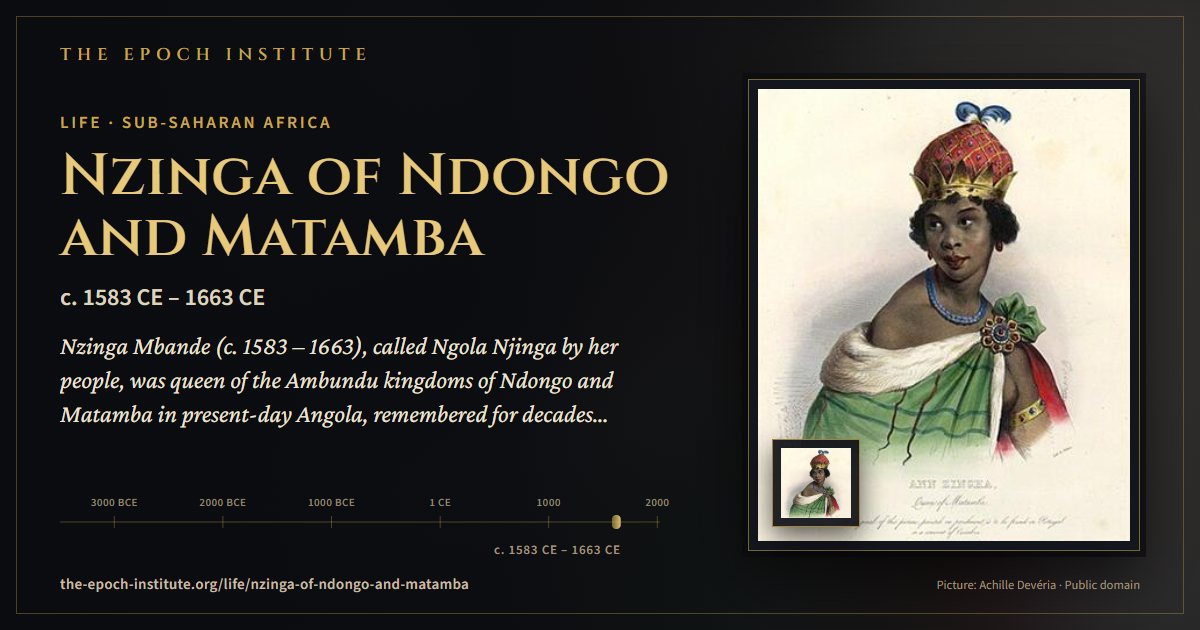 THE EPOCH INSTITUTE
LIFE · SUB-SAHARAN AFRICA
NZINGA OF NDONGO
AND MATAMBA
c. 1583 CE – 1663 CE
Nzinga Mbande (c. 1583 – 1663), called Ngola Njinga by her
people, was queen of the Ambundu kingdoms of Ndongo and
Matamba in present-day Angola, remembered for decades...
3000 BCE 2000 BCE 1000 BCE 1 CE 1000 2000
c. 1583 CE – 1663 CE
the-epoch-institute.org/life/nzinga-of-ndongo-and-matamba
ANN ZINGHA,
Queen of Matamba.
Picture: Achille Devéria · Public domain